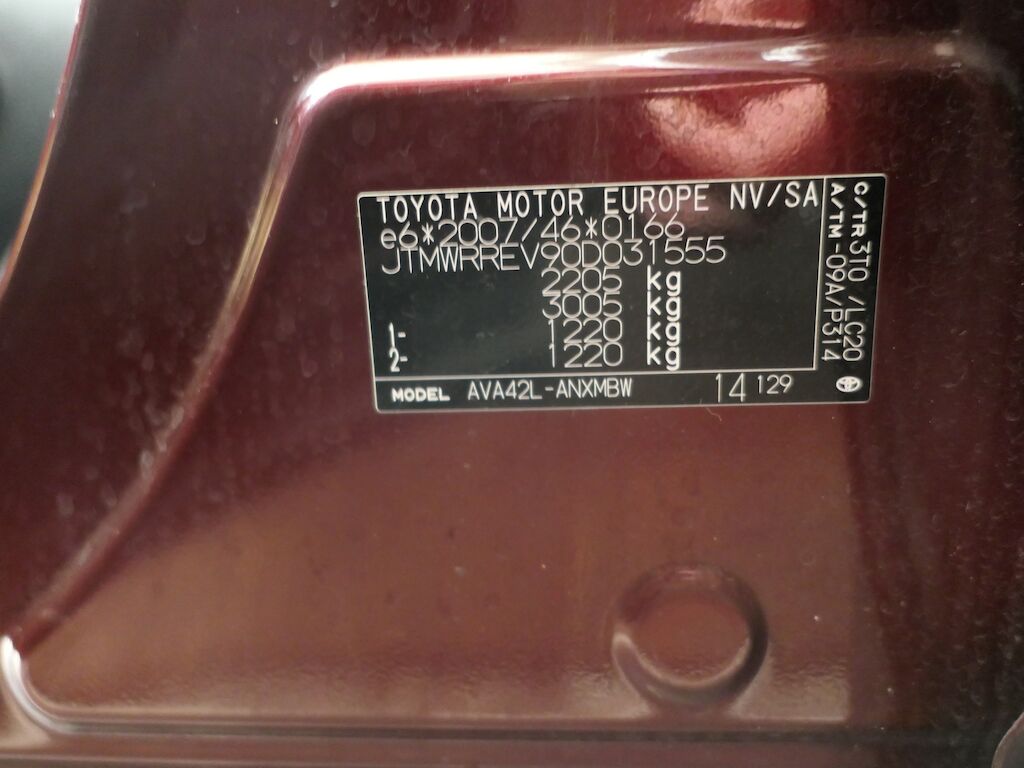 TOYOTA MOTOR EUROPE NV/SA
e6*2007/46*0166
JTMWRREV90D031555
2205 kg
3005 kg
1- 1220 kg
2- 1220 kg
MODEL AVA42L-ANXMBW 14 129
C/TR 3T0 /LC20
A/TM -09A/P314